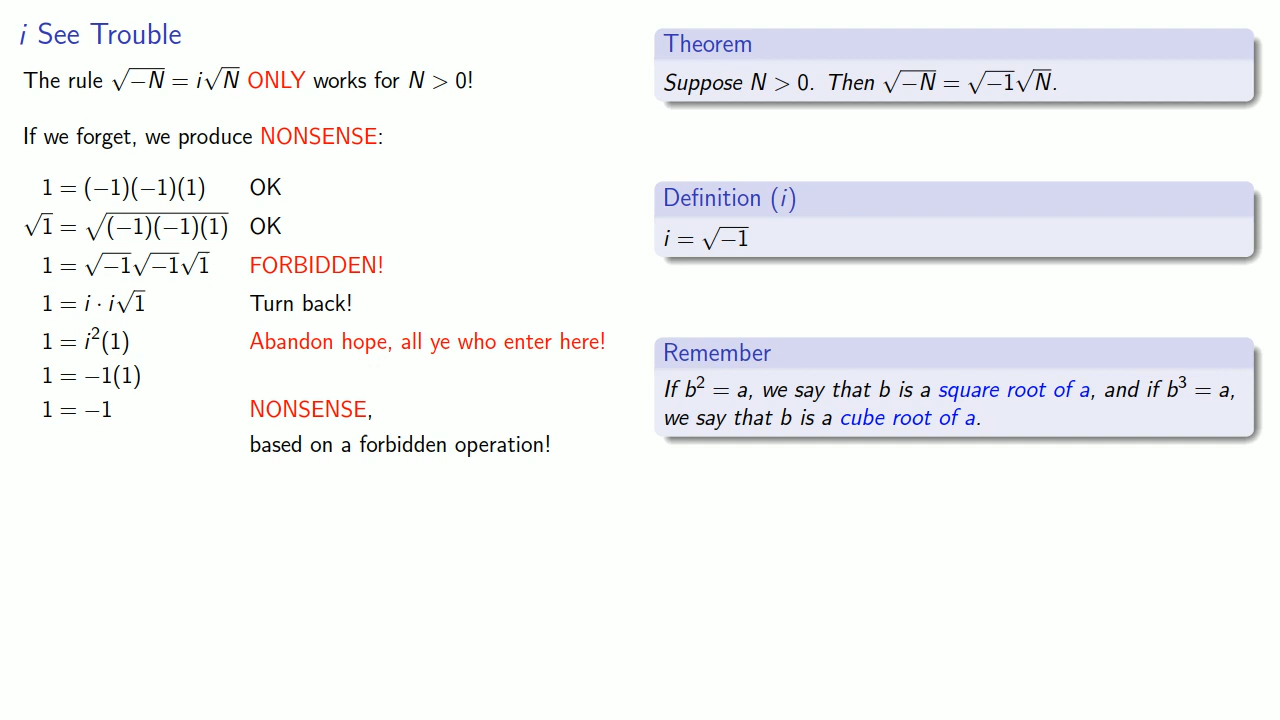 i See Trouble
The rule √−N = i√N ONLY works for N > 0!
If we forget, we produce NONSENSE:
1 = (−1)(−1)(1) OK
√1 = √(−1)(−1)(1) OK
1 = √−1√−1√1 FORBIDDEN!
1 = i · i√1 Turn back!
1 = i²(1) Abandon hope, all ye who enter here!
1 = −1(1)
1 = −1 NONSENSE,
based on a forbidden operation!
Theorem
Suppose N > 0. Then √−N = √−1√N.
Definition (i)
i = √−1
Remember
If b² = a, we say that b is a square root of a, and if b³ = a,
we say that b is a cube root of a.